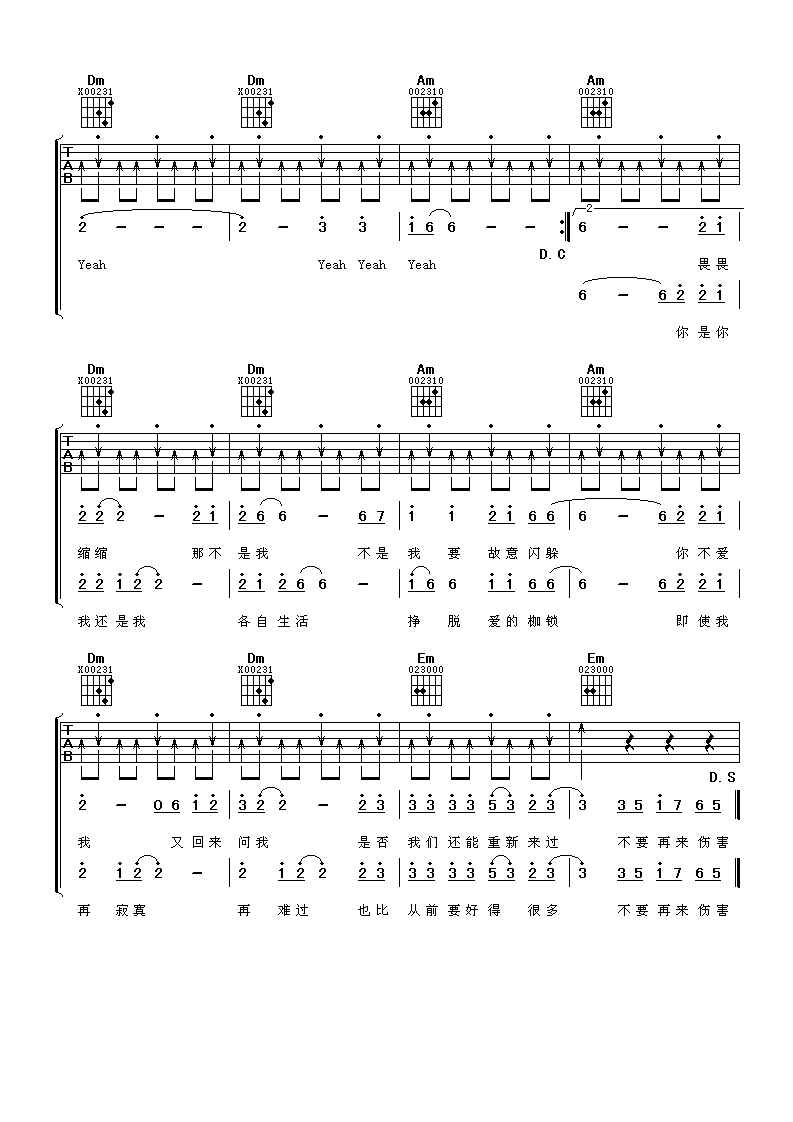 Dm Dm Am Am
X00231 X00231 002310 002310
T
A
B
2
2 - - - 2 - 3 3 1 6 6 - - 6 - - 2 1
D.C
Yeah Yeah Yeah Yeah 畏畏
6 - 6 2 2 1
你 是 你
Dm Dm Am Am
X00231 X00231 002310 002310
T
A
B
2 2 2 - 2 1 2 6 6 - 6 7 1 1 2 1 6 6 6 - 6 2 2 1
缩缩 那不 是我 不是 我 要 故意闪躲 你 不 爱
2 2 1 2 2 - 2 1 2 6 6 - 1 6 6 1 1 6 6 6 - 6 2 2 1
我还 是 我 各自 生 活 挣 脱 爱的 枷锁 即 使 我
Dm Dm Em Em
X00231 X00231 023000 023000
T
A
B
D.S
2 - 0 6 1 2 3 2 2 - 2 3 3 3 3 3 5 3 2 3 3 3 5 1 7 6 5
我 又 回来 问我 是否 我们 还能 重新 来过 不要 再来 伤害
2 1 2 2 - 2 1 2 2 2 3 3 3 3 3 5 3 2 3 3 3 5 1 7 6 5
再 寂寞 再 难 过 也比 从前 要好 得 很多 不要 再来 伤害